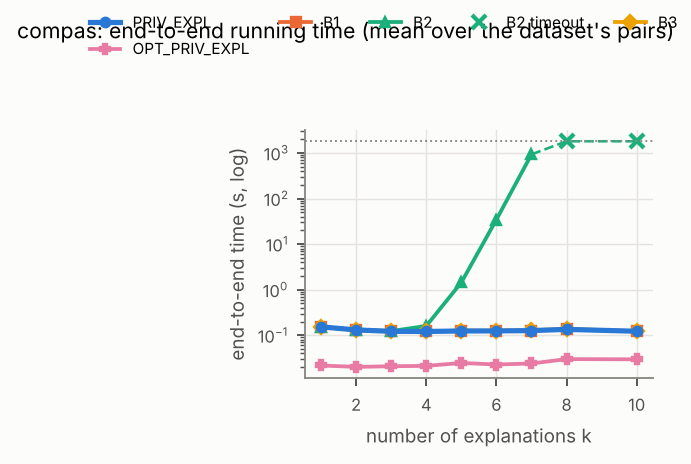 PRIV_EXPL B1 B2 B2 timeout B3
compas: end-to-end running time (mean over the dataset's pairs)
OPT_PRIV_EXPL
end-to-end time (s, log)
10³
10²
10¹
10⁰
10⁻¹
2 4 6 8 10
number of explanations k